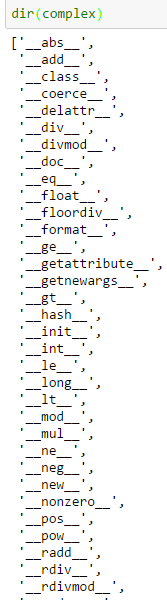 dir(complex)
['__abs__',
'__add__',
'__class__',
'__coerce__',
'__delattr__',
'__div__',
'__divmod__',
'__doc__',
'__eq__',
'__float__',
'__floordiv__',
'__format__',
'__ge__',
'__getattribute__',
'__getnewargs__',
'__gt__',
'__hash__',
'__init__',
'__int__',
'__le__',
'__long__',
'__lt__',
'__mod__',
'__mul__',
'__ne__',
'__neg__',
'__new__',
'__nonzero__',
'__pos__',
'__pow__',
'__radd__',
'__rdiv__',
'__rdivmod__',